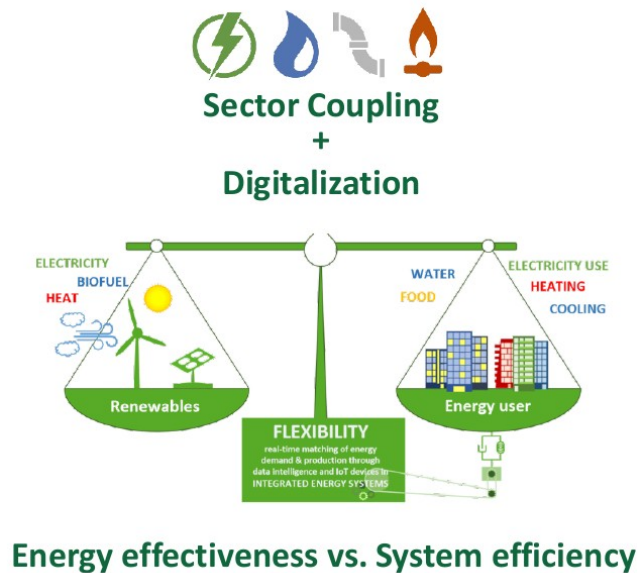 Sector Coupling
+
Digitalization
ELECTRICITY
BIOFUEL
HEAT
WATER
FOOD
ELECTRICITY USE
HEATING
COOLING
Renewables
Energy user
FLEXIBILITY
real-time matching of energy
demand & production through
data intelligence and IoT devices in
INTEGRATED ENERGY SYSTEMS
Energy effectiveness vs. System efficiency